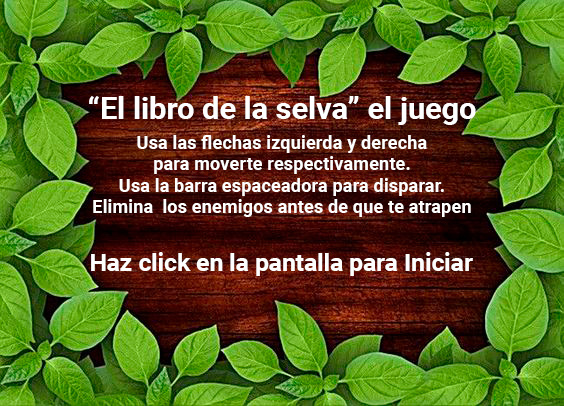 “El libro de la selva” el juego
Usa las flechas izquierda y derecha
para moverte respectivamente.
Usa la barra espaceadora para disparar.
Elimina  los enemigos antes de que te atrapen
Haz click en la pantalla para Iniciar